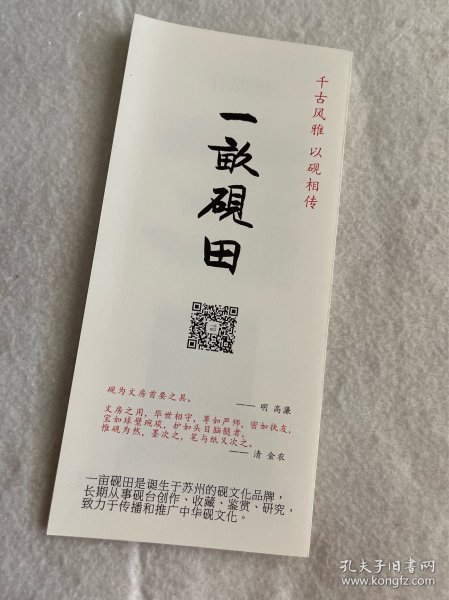 千古风雅 以砚相传
一畝硯田
砚为文房首要之具。
—— 明 高濂
文房之用，毕世相守，尊如严师，密如执友，
宝如球璧琬琰，护如头目脑髓者，
惟砚为然，墨次之，笔与纸又次之。
—— 清 金农
一亩砚田是诞生于苏州的砚文化品牌，
长期从事砚台创作、收藏、鉴赏、研究，
致力于传播和推广中华砚文化。
孔夫子旧书网
www.kongfz.com